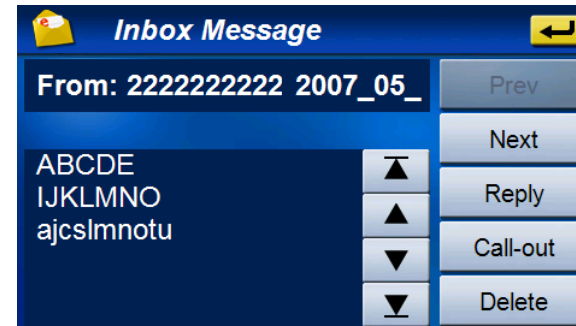 Inbox Message
From: 2222222222 2007_05_
Prev
Next
Reply
Call-out
Delete
ABCDE
IJKLMNO
ajcslmnotu